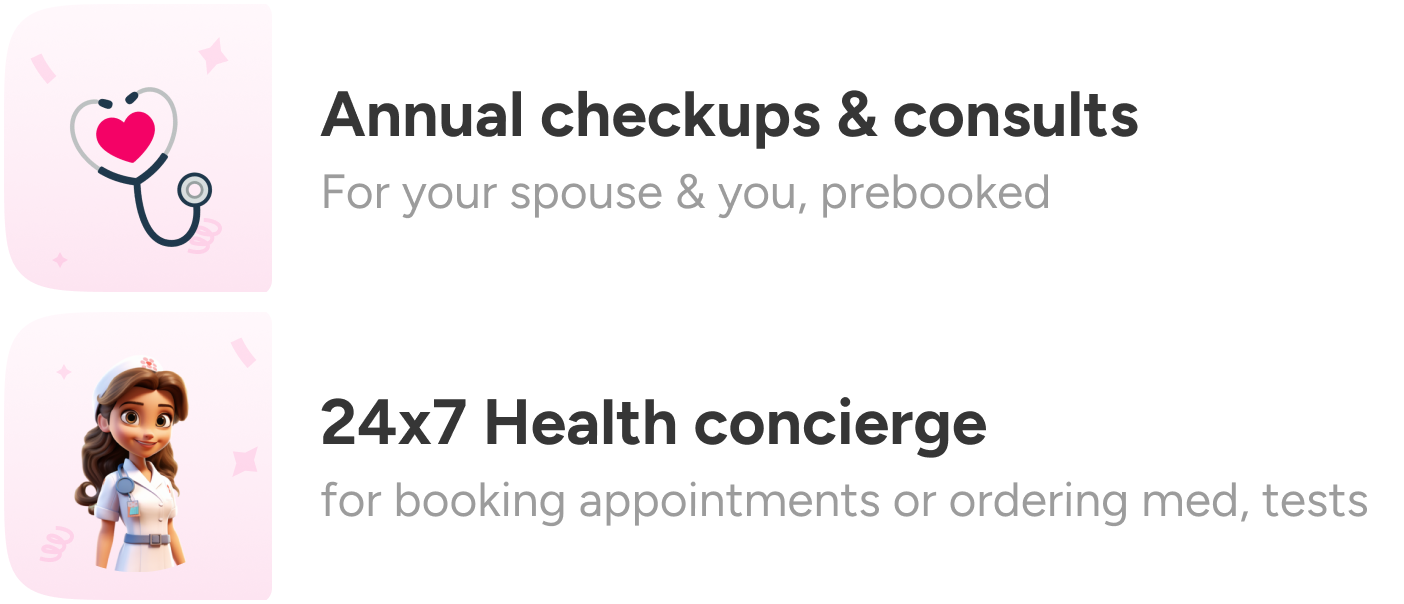 Annual checkups & consults
For your spouse & you, prebooked
24x7 Health concierge
for booking appointments or ordering med, tests